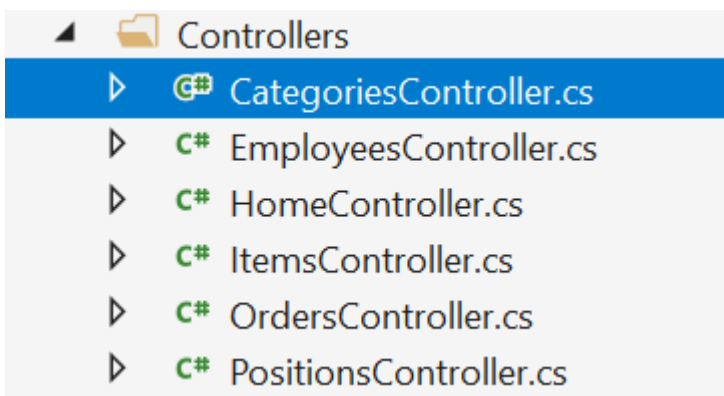 Controllers
C# CategoriesController.cs
C# EmployeesController.cs
C# HomeController.cs
C# ItemsController.cs
C# OrdersController.cs
C# PositionsController.cs